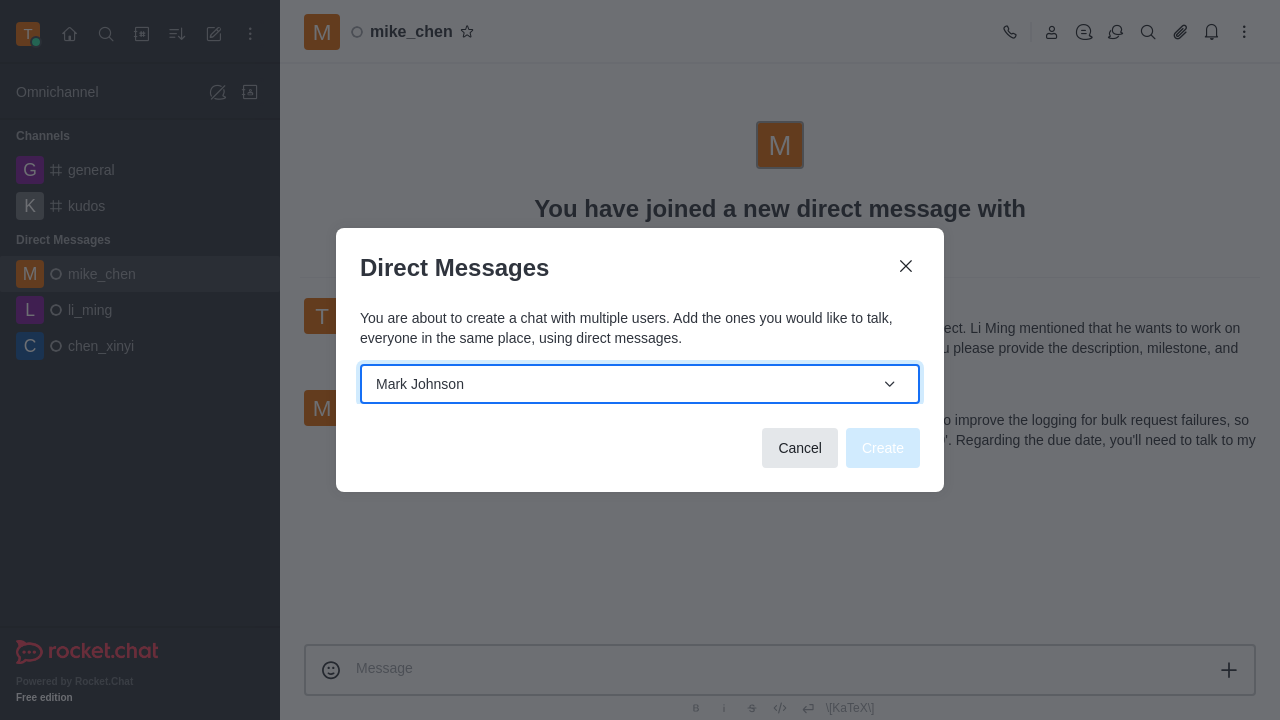 T
Omnichannel
Channels
G general
K kudos
Direct Messages
M mike_chen
L li_ming
C chen_xinyi
rocket.chat
Powered by Rocket.Chat
Free edition
M mike_chen
M
You have joined a new direct message with
Direct Messages
You are about to create a chat with multiple users. Add the ones you would like to talk,
everyone in the same place, using direct messages.
Mark Johnson
Cancel
Create
T
ect. Li Ming mentioned that he wants to work on
please provide the description, milestone, and
M
o improve the logging for bulk request failures, so
'. Regarding the due date, you'll need to talk to my
Message
B i S </> \[KaTeX\]